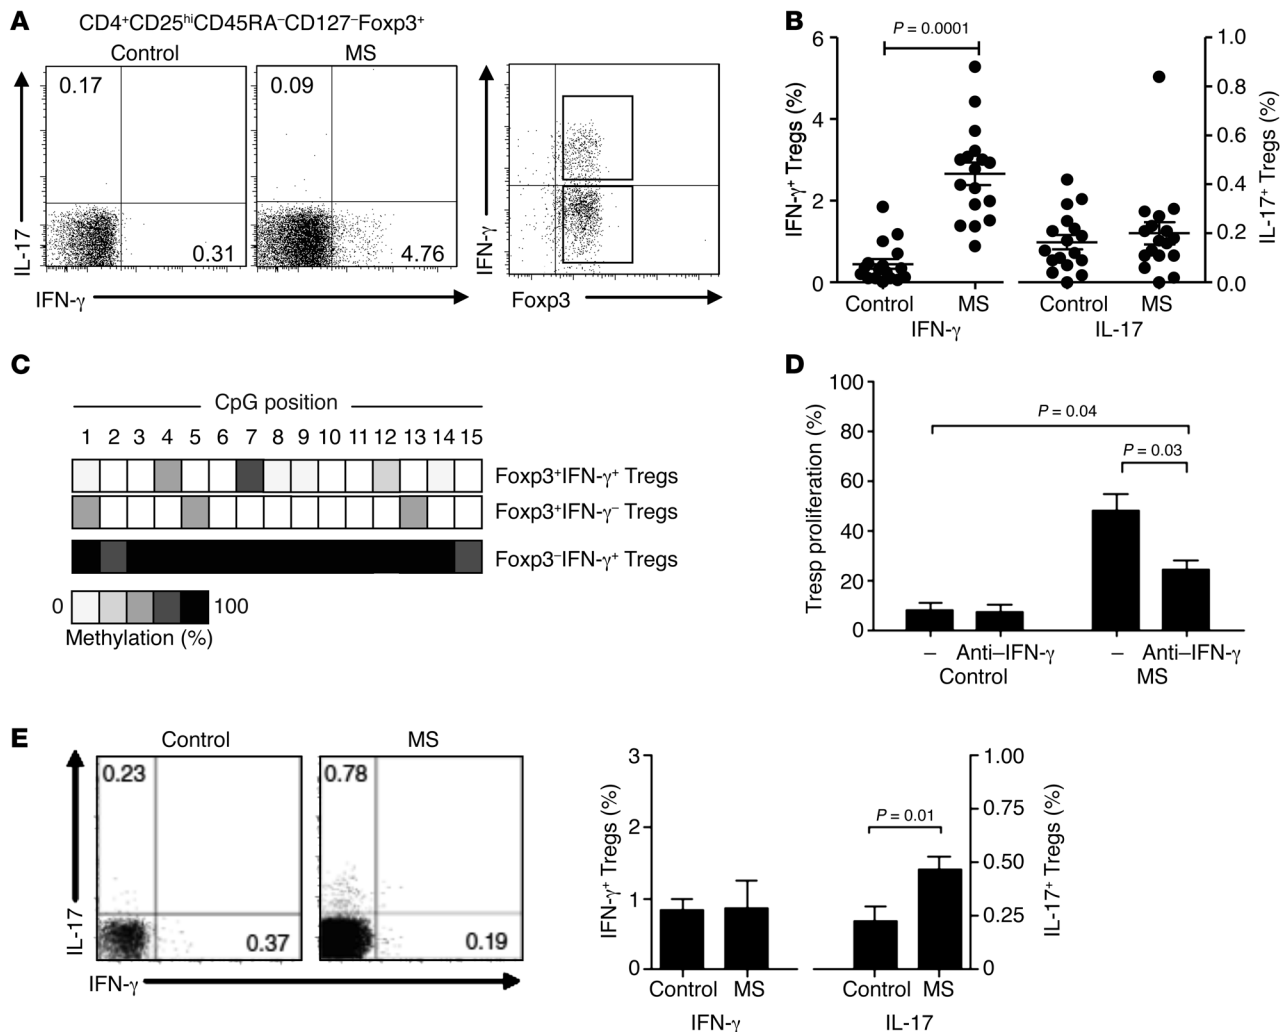 A
CD4⁺CD25ʰⁱCD45RA⁻CD127⁻Foxp3⁺
Control
MS
0.17
0.31
0.09
4.76
IL-17
IFN-γ
IFN-γ
Foxp3
B
P = 0.0001
6
4
2
0
IFN-γ⁺ Tregs (%)
1.0
0.8
0.6
0.4
0.2
0.0
IL-17⁺ Tregs (%)
Control MS Control MS
IFN-γ IL-17
C
CpG position
1 2 3 4 5 6 7 8 9 10 11 12 13 14 15
Foxp3⁺IFN-γ⁺ Tregs
Foxp3⁺IFN-γ⁻ Tregs
Foxp3⁻IFN-γ⁺ Tregs
0 100
Methylation (%)
D
100
80
60
40
20
0
Tresp proliferation (%)
P = 0.04
P = 0.03
– Anti–IFN-γ – Anti–IFN-γ
Control MS
E
Control
MS
0.23
0.37
0.78
0.19
IL-17
IFN-γ
3
2
1
0
IFN-γ⁺ Tregs (%)
P = 0.01
1.00
0.75
0.50
0.25
0
IL-17⁺ Tregs (%)
Control MS Control MS
IFN-γ IL-17